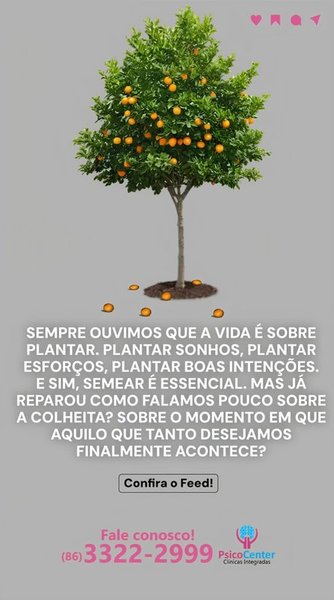 SEMPRE OUVIMOS QUE A VIDA É SOBRE
PLANTAR. PLANTAR SONHOS, PLANTAR
ESFORÇOS, PLANTAR BOAS INTENÇÕES.
E SIM, SEMEAR É ESSENCIAL. MAS JÁ
REPAROU COMO FALAMOS POUCO SOBRE
A COLHEITA? SOBRE O MOMENTO EM QUE
AQUILO QUE TANTO DESEJAMOS
FINALMENTE ACONTECE?
Confira o Feed!
Fale conosco!
(86) 3322-2999
PsicoCenter
Clínicas Integradas